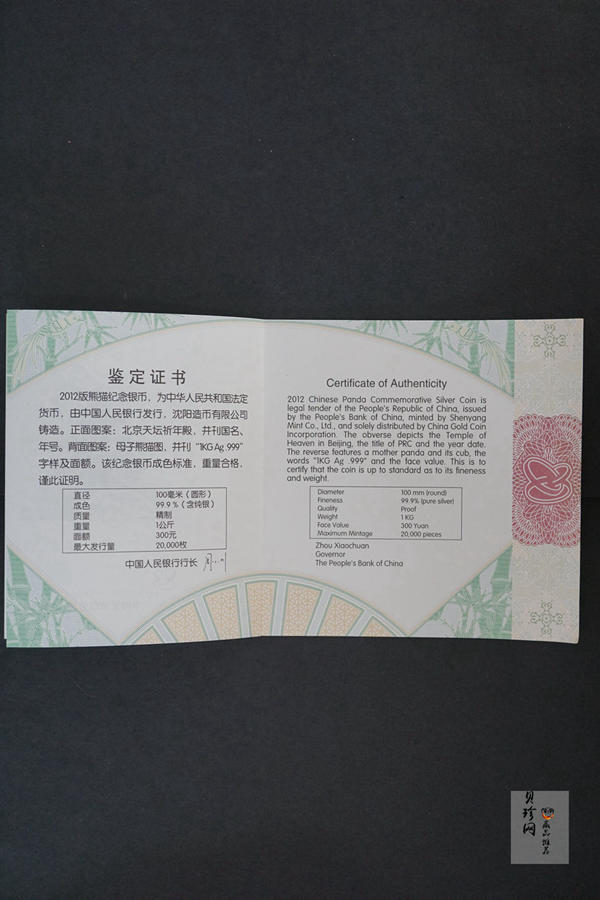 鉴定证书
2012版熊猫纪念银币，为中华人民共和国法定
货币，由中国人民银行发行，沈阳造币有限公司
铸造。正面图案：北京天坛祈年殿，并刊国名、
年号。背面图案：母子熊猫图，并刊“1KG Ag .999”
字样及面额。该纪念银币成色标准，重量合格，
谨此证明。
直径 100毫米（圆形）
成色 99.9％（含纯银）
质量 精制
重量 1公斤
面额 300元
最大发行量 20,000枚
中国人民银行行长
Certificate of Authenticity
2012 Chinese Panda Commemorative Silver Coin is
legal tender of the People's Republic of China, issued
by the People's Bank of China, minted by Shenyang
Mint Co., Ltd., and solely distributed by China Gold Coin
Incorporation. The obverse depicts the Temple of
Heaven in Beijing, the title of PRC and the year date.
The reverse features a mother panda and its cub, the
words "1KG Ag .999" and the face value. This is to
certify that the coin is up to standard as to its fineness
and weight.
Diameter 100 mm (round)
Fineness 99.9% (pure silver)
Quality Proof
Weight 1 KG
Face Value 300 Yuan
Maximum Mintage 20,000 pieces
Zhou Xiaochuan
Governor
The People's Bank of China
贝珍网
藏品推荐